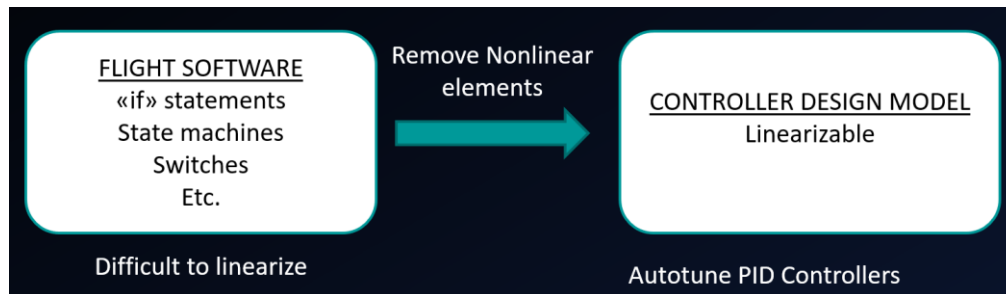 FLIGHT SOFTWARE
«if» statements
State machines
Switches
Etc.
Difficult to linearize
Remove Nonlinear
elements
CONTROLLER DESIGN MODEL
Linearizable
Autotune PID Controllers